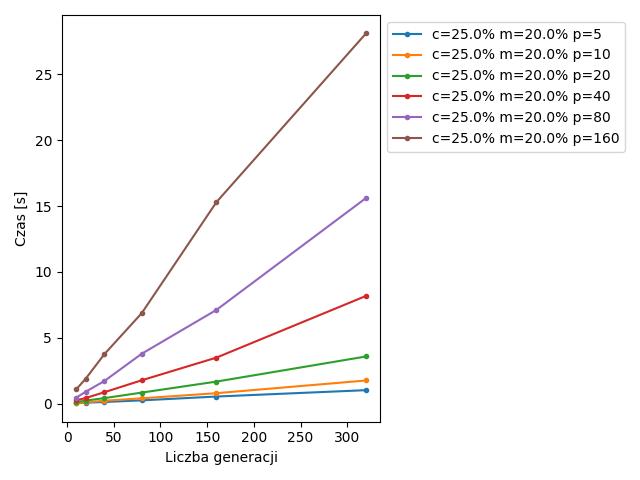 c=25.0% m=20.0% p=5
c=25.0% m=20.0% p=10
c=25.0% m=20.0% p=20
c=25.0% m=20.0% p=40
c=25.0% m=20.0% p=80
c=25.0% m=20.0% p=160
Czas [s]
25
20
15
10
5
0
0 50 100 150 200 250 300
Liczba generacji